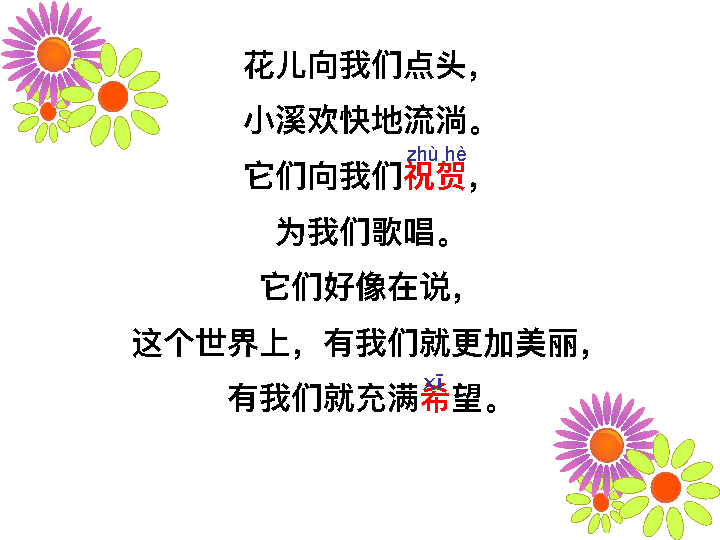 花儿向我们点头，
小溪欢快地流淌。
zhù hè
它们向我们祝贺，
为我们歌唱。
它们好像在说，
这个世界上，有我们就更加美丽，
xī
有我们就充满希望。